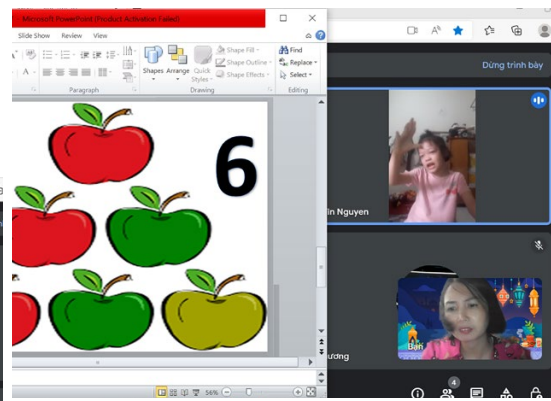 Microsoft PowerPoint (Product Activation Failed)
Slide Show Review View
Shapes Arrange Quick Styles
Shape Fill
Shape Outline
Shape Effects
Find
Replace
Select
Paragraph Drawing Editing
Dừng trình bày
6
in Nguyen
Bạn
ương
56%
4